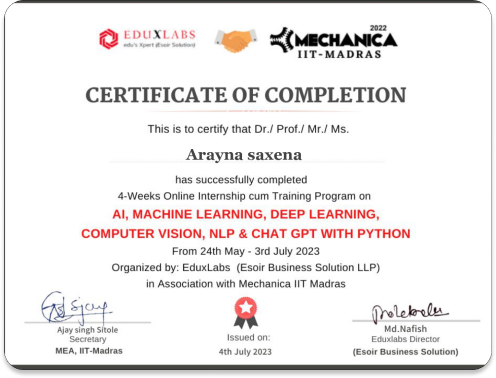 EDUXLABS
edu's Xpert (Esoir Solution)
2022
MECHANICA
IIT-MADRAS
CERTIFICATE OF COMPLETION
This is to certify that Dr./ Prof./ Mr./ Ms.
Arayna saxena
has successfully completed
4-Weeks Online Internship cum Training Program on
AI, MACHINE LEARNING, DEEP LEARNING,
COMPUTER VISION, NLP & CHAT GPT WITH PYTHON
From 24th May - 3rd July 2023
Organized by: EduxLabs (Esoir Business Solution LLP)
in Association with Mechanica IIT Madras
Ajay singh Sitole
Secretary
MEA, IIT-Madras
Issued on:
4th July 2023
Md.Nafish
Eduxlabs Director
(Esoir Business Solution)